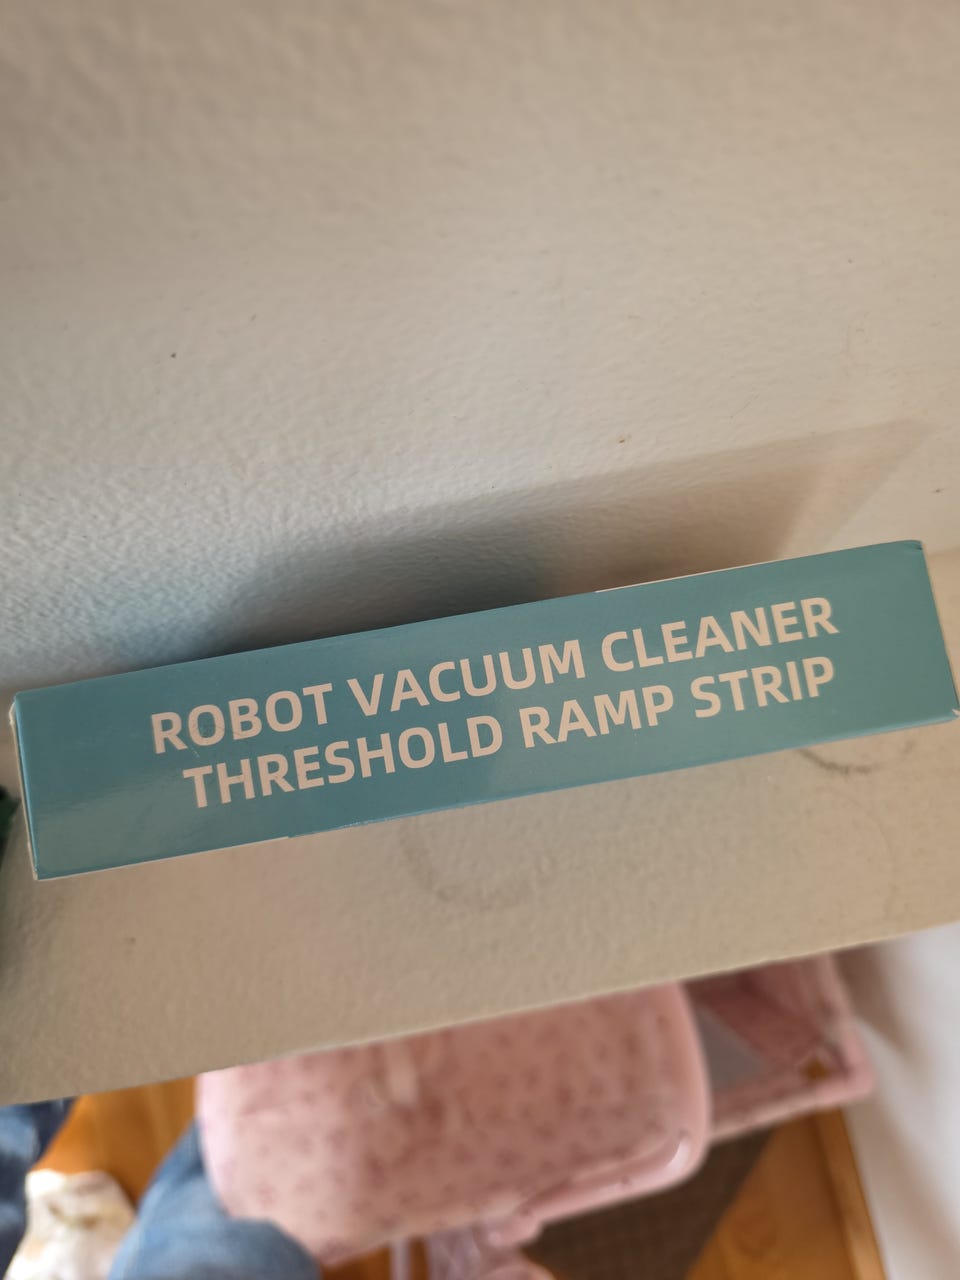 ROBOT VACUUM CLEANER
THRESHOLD RAMP STRIP